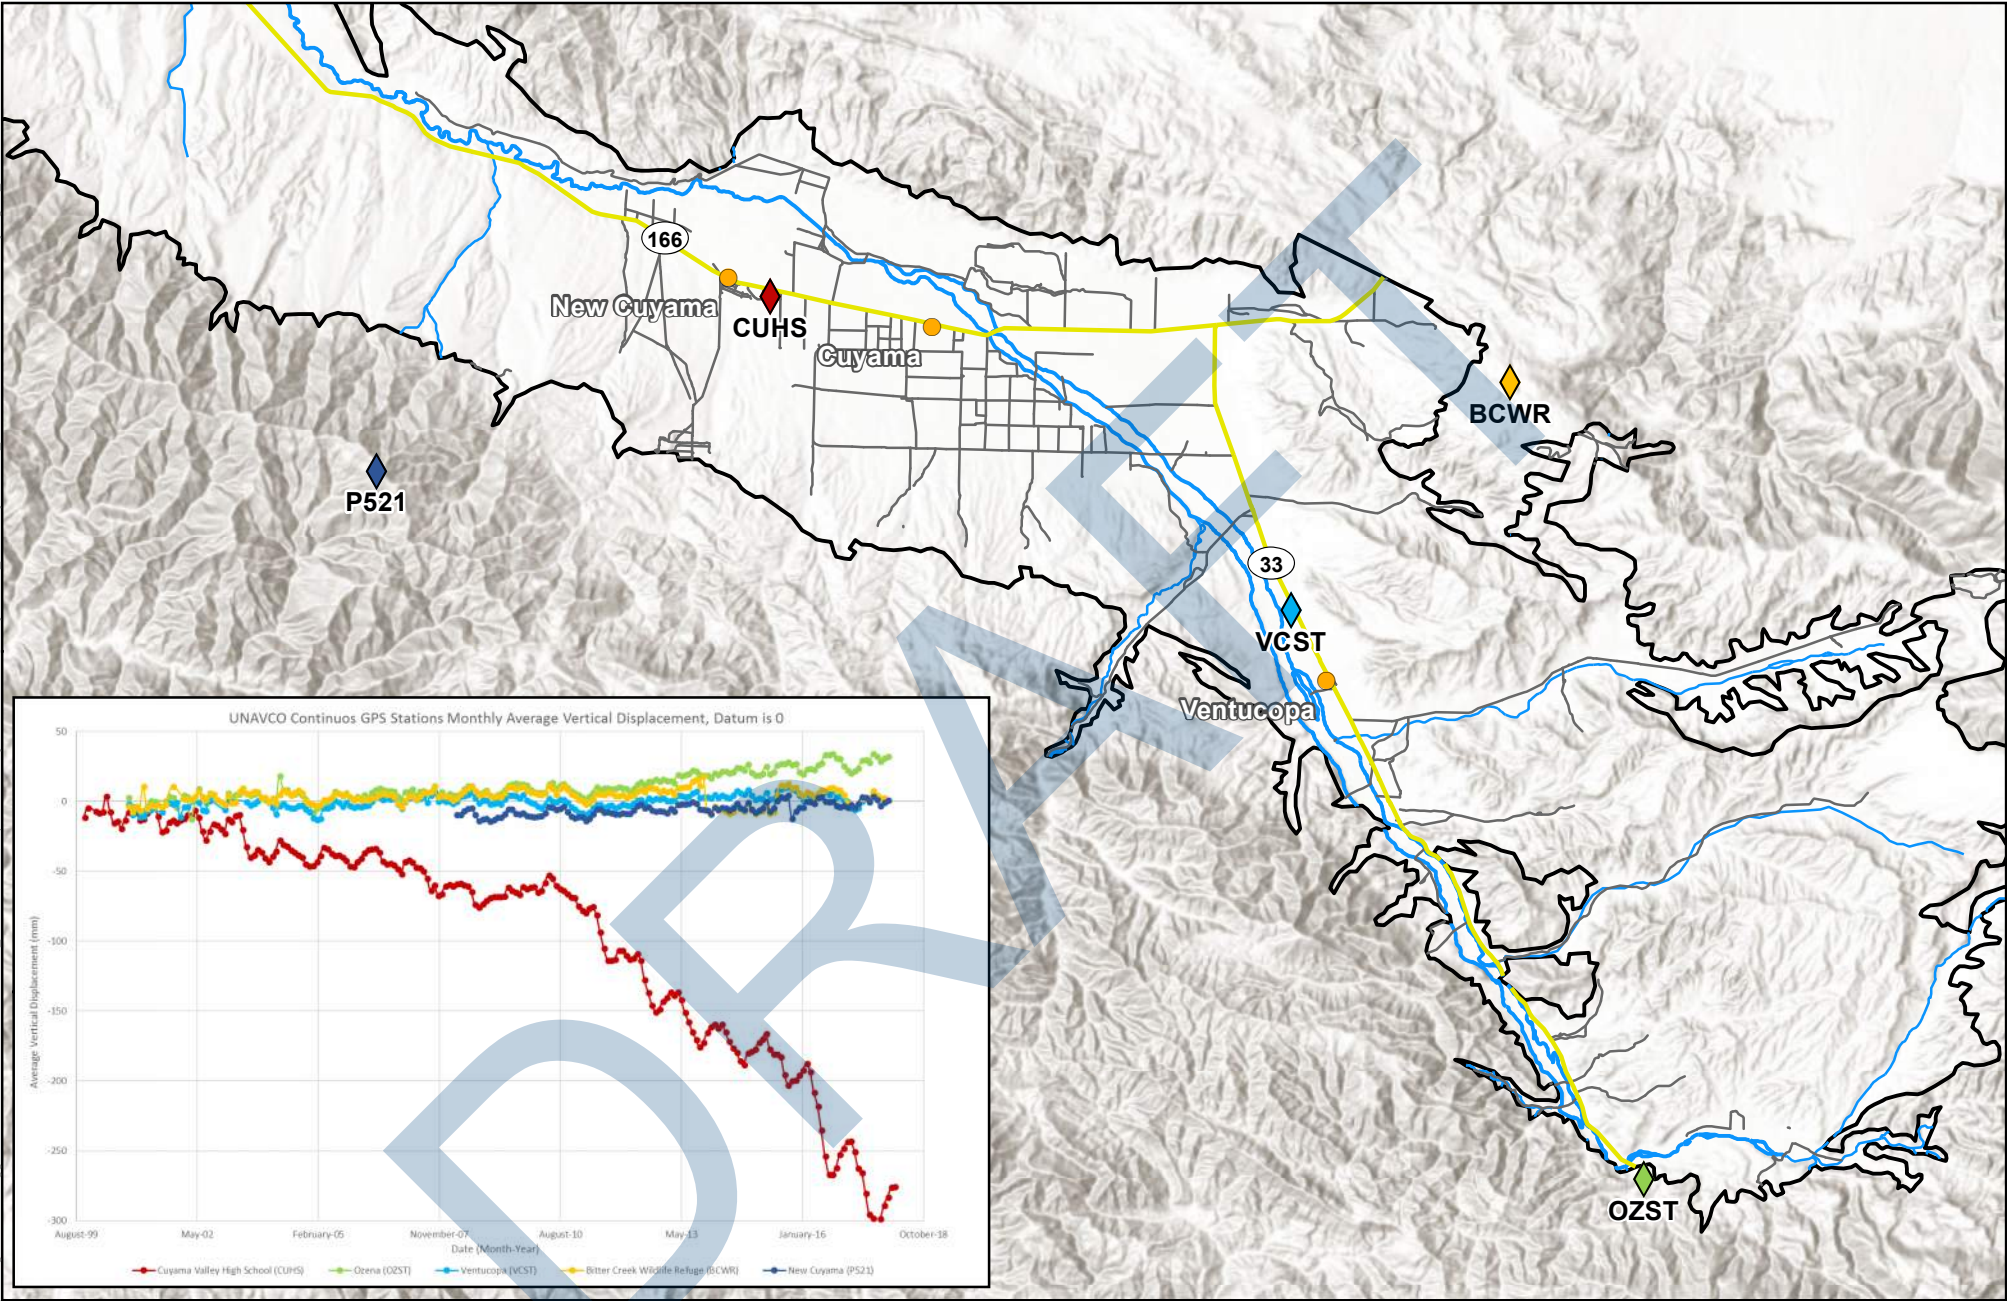 166
New Cuyama
CUHS
Cuyama
BCWR
P521
33
VCST
Ventucopa
OZST
DRAFT
UNAVCO Continuos GPS Stations Monthly Average Vertical Displacement, Datum is 0
Average Vertical Displacement (mm)
50
0
-50
-100
-150
-200
-250
-300
August-99 May-02 February-05 November-07 August-10 May-13 January-16 October-18
Date (Month-Year)
Cuyama Valley High School (CUHS) Ozena (OZST) Ventucopa (VCST) Bitter Creek Wildlife Refuge (BCWR) New Cuyama (P521)